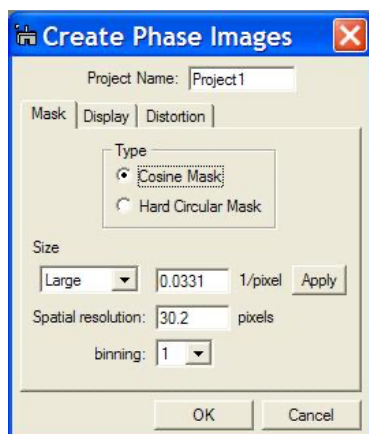 Create Phase Images
Project Name: Project1
Mask Display Distortion
Type
Cosine Mask
Hard Circular Mask
Size
Large 0.0331 1/pixel Apply
Spatial resolution: 30.2 pixels
binning: 1
OK Cancel